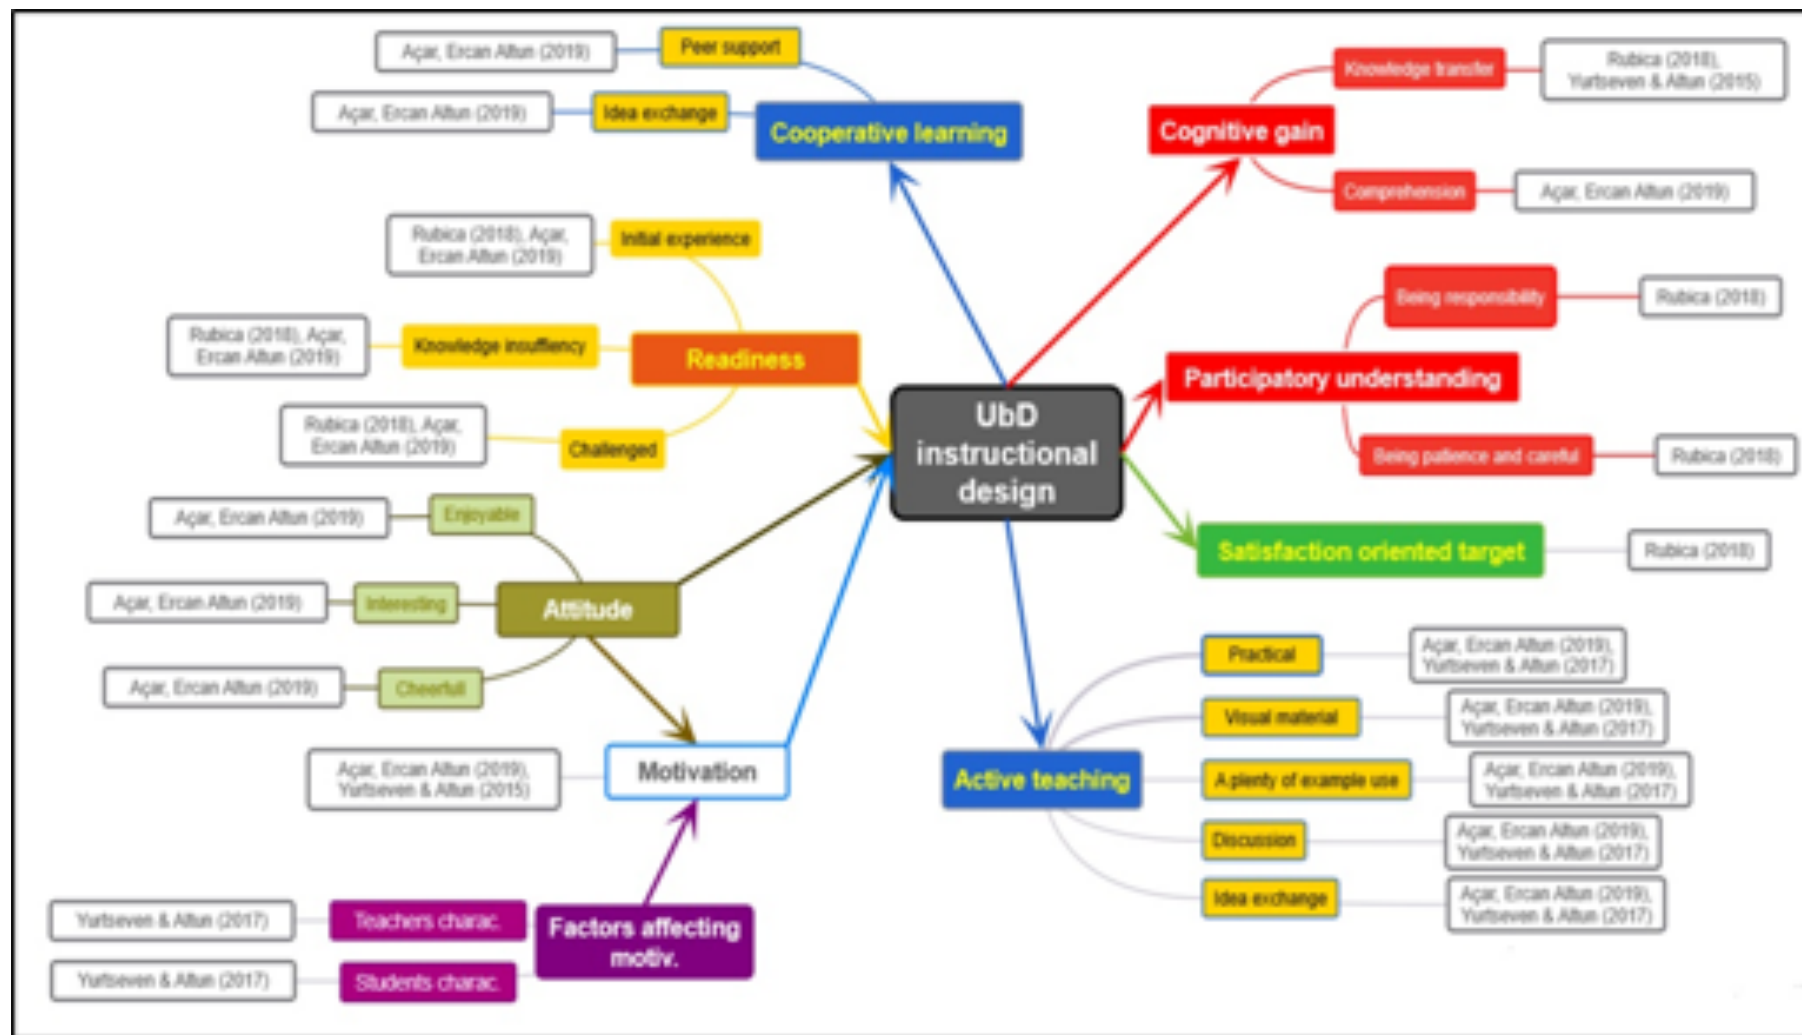 Açar, Ercan Altun (2019)
Peer support
Açar, Ercan Altun (2019)
Idea exchange
Cooperative learning
Rubica (2018), Açar,
Ercan Altun (2019)
Initial experience
Rubica (2018), Açar,
Ercan Altun (2019)
Knowledge insuffiency
Readiness
Rubica (2018), Açar,
Ercan Altun (2019)
Challenged
Açar, Ercan Altun (2019)
Enjoyable
Açar, Ercan Altun (2019)
Interesting
Attitude
Açar, Ercan Altun (2019)
Cheerfull
Açar, Ercan Altun (2019),
Yurtseven & Altun (2015)
Motivation
Yurtseven & Altun (2017)
Teachers charac.
Factors affecting
motiv.
Yurtseven & Altun (2017)
Students charac.
UbD
instructional
design
Cognitive gain
Knowledge transfer
Rubica (2018),
Yurtseven & Altun (2015)
Comprehension
Açar, Ercan Altun (2019)
Participatory understanding
Being responsibility
Rubica (2018)
Being patience and careful
Rubica (2018)
Satisfaction oriented target
Rubica (2018)
Active teaching
Practical
Açar, Ercan Altun (2019),
Yurtseven & Altun (2017)
Visual material
Açar, Ercan Altun (2019),
Yurtseven & Altun (2017)
A plenty of example use
Açar, Ercan Altun (2019),
Yurtseven & Altun (2017)
Discussion
Açar, Ercan Altun (2019),
Yurtseven & Altun (2017)
Idea exchange
Açar, Ercan Altun (2019),
Yurtseven & Altun (2017)